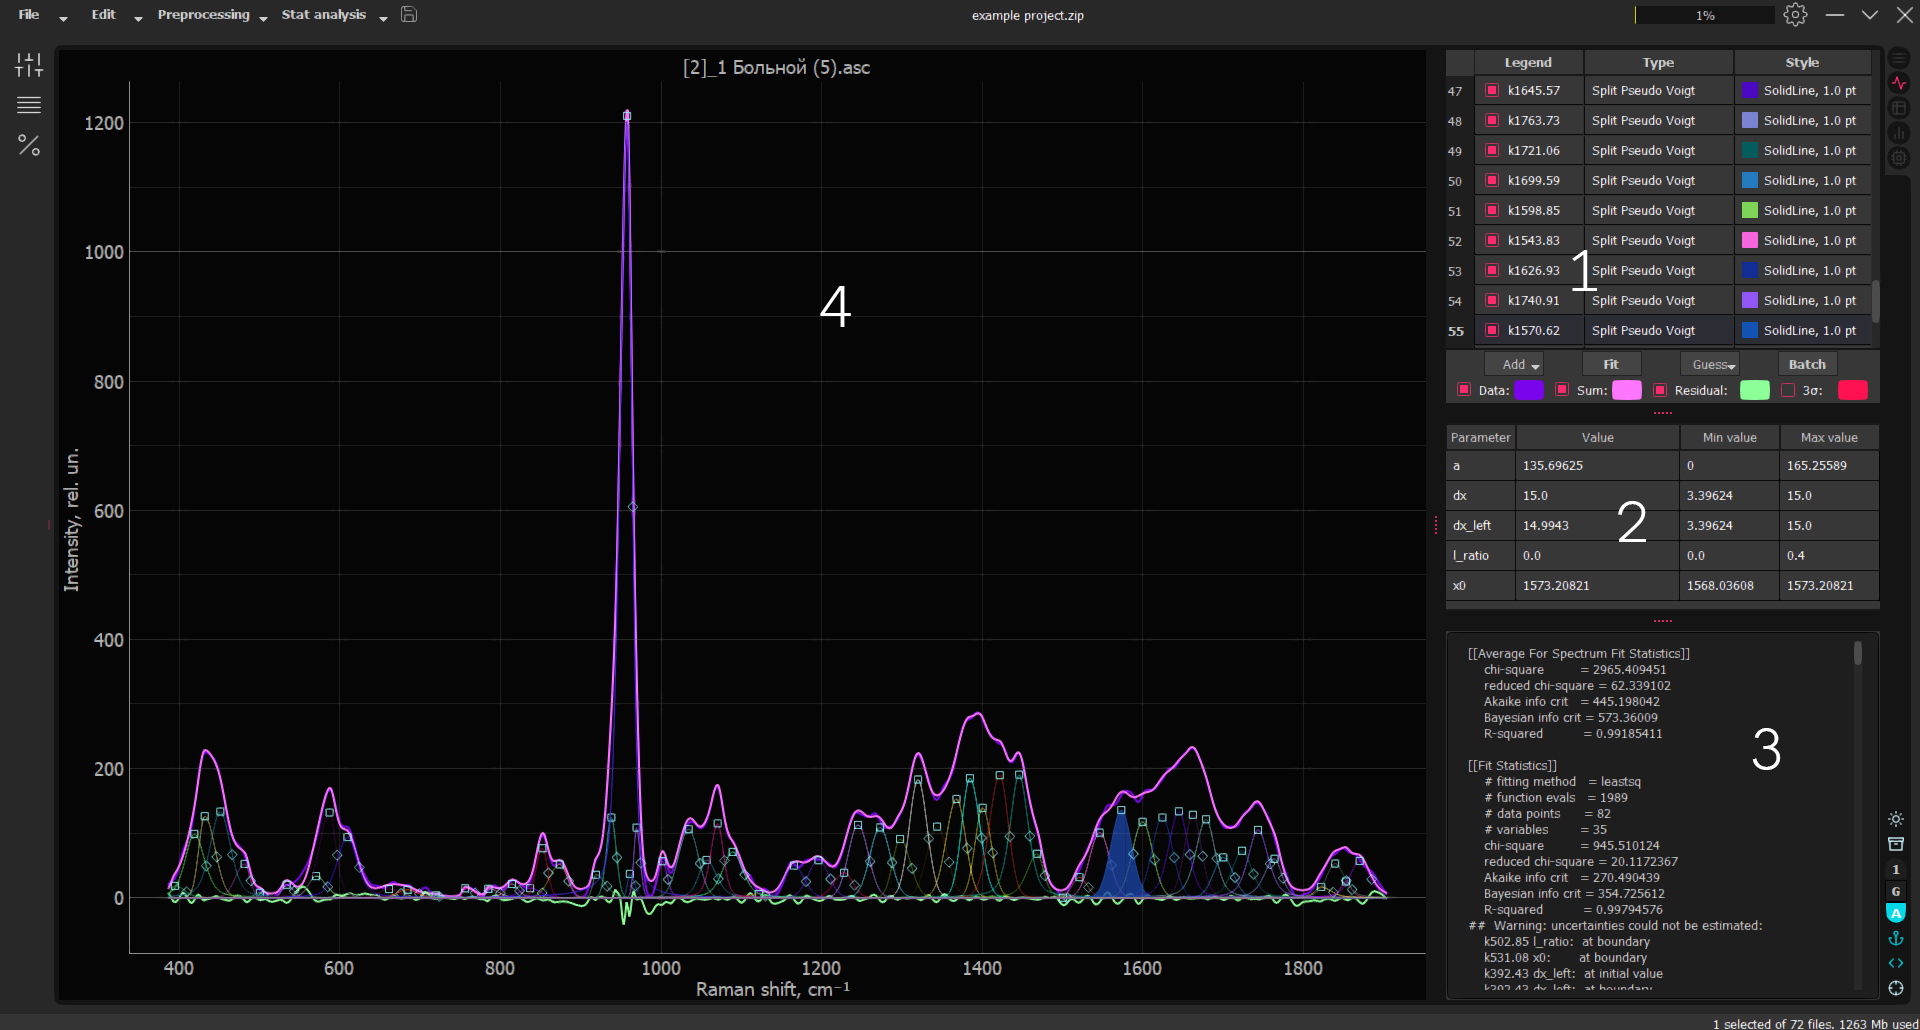 File Edit Preprocessing Stat analysis example project.zip 1%
[2]_1 Больной (5).asc
1200
1000
800
600
400
200
0
Intensity, rel. un.
400 600 800 1000 1200 1400 1600 1800
Raman shift, cm⁻¹
4
Legend Type Style
47 k1645.57 Split Pseudo Voigt SolidLine, 1.0 pt
48 k1763.73 Split Pseudo Voigt SolidLine, 1.0 pt
49 k1721.06 Split Pseudo Voigt SolidLine, 1.0 pt
50 k1699.59 Split Pseudo Voigt SolidLine, 1.0 pt
51 k1598.85 Split Pseudo Voigt SolidLine, 1.0 pt
52 k1543.83 Split Pseudo Voigt SolidLine, 1.0 pt
53 k1626.93 Split Pseudo Voigt SolidLine, 1.0 pt
1
54 k1740.91 Split Pseudo Voigt SolidLine, 1.0 pt
55 k1570.62 Split Pseudo Voigt SolidLine, 1.0 pt
Add Fit Guess Batch
Data: Sum: Residual: 3σ:
Parameter Value Min value Max value
a 135.69625 0 165.25589
dx 15.0 3.39624 15.0
dx_left 14.9943 3.39624 15.0
2
l_ratio 0.0 0.0 0.4
x0 1573.20821 1568.03608 1573.20821
[[Average For Spectrum Fit Statistics]]
chi-square = 2965.409451
reduced chi-square = 62.339102
Akaike info crit = 445.198042
Bayesian info crit = 573.36009
R-squared = 0.99185411
3
[[Fit Statistics]]
# fitting method = leastsq
# function evals = 1989
# data points = 82
# variables = 35
chi-square = 945.510124
reduced chi-square = 20.1172367
Akaike info crit = 270.490439
Bayesian info crit = 354.725612
R-squared = 0.99794576
## Warning: uncertainties could not be estimated:
k502.85 l_ratio: at boundary
k531.08 x0: at boundary
k392.43 dx_left: at initial value
k392.43 dx_left: at boundary
1
G
A
1 selected of 72 files. 1263 Mb used